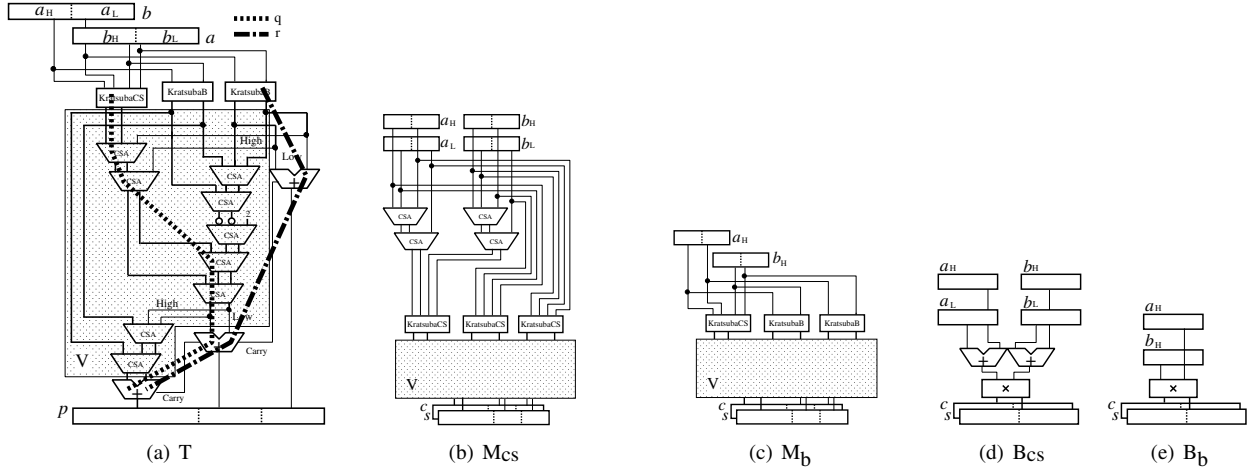 aH aL b
bH bL a
q
r
KratsubaCS KratsubaB KratsubaB
High
Low
CSA
CSA
CSA
CSA
CSA
CSA
CSA
CSA
CSA
2
+
High
Low
+
Carry
V
+
Carry
p
(a) T
aH bH
aL bL
CSA CSA
CSA CSA
KratsubaCS KratsubaB KratsubaCS
V
c
s
(b) MCS
aH
bH
KratsubaCS KratsubaB KratsubaB
V
c
s
(c) Mb
aH bH
aL bL
+ +
×
c
s
(d) BCS
aH
bH
×
c
s
(e) Bb